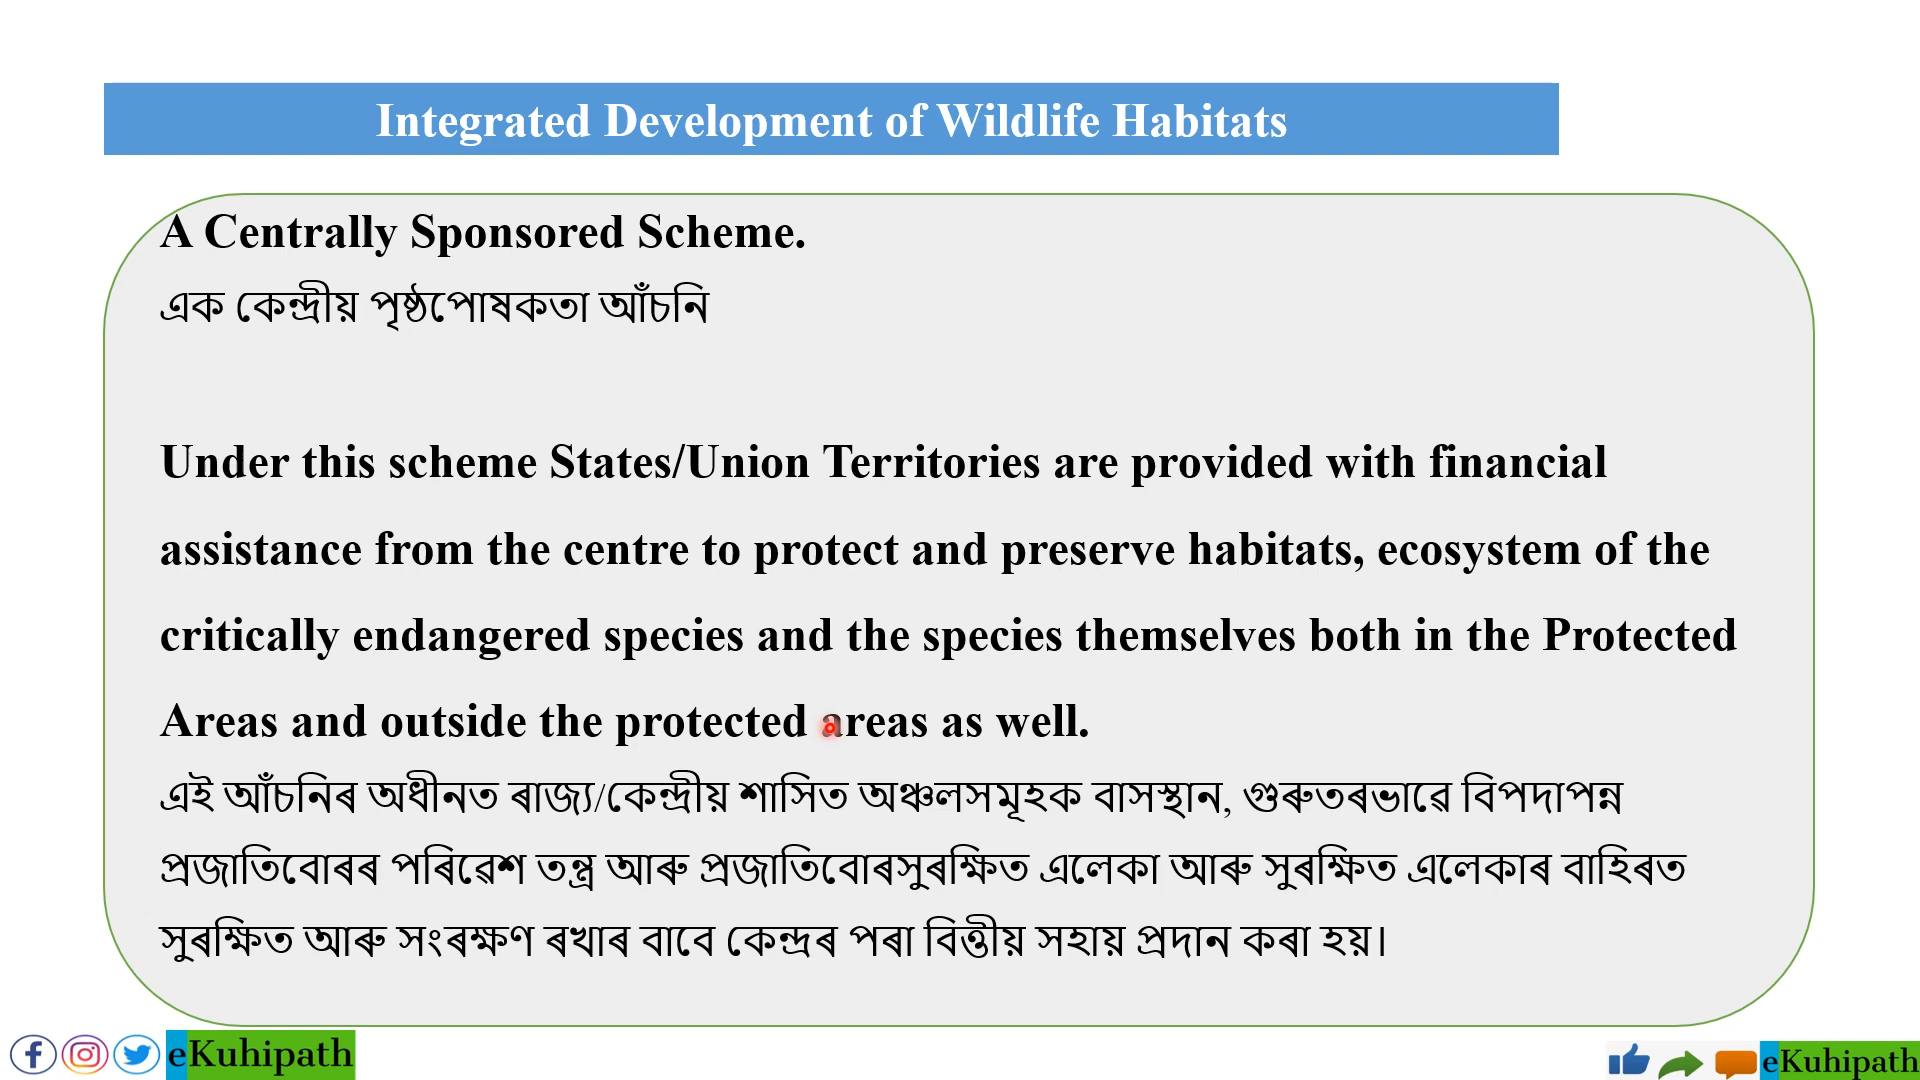 Integrated Development of Wildlife Habitats
A Centrally Sponsored Scheme.
এক কেন্দ্ৰীয় পৃষ্ঠপোষকতা আঁচনি
Under this scheme States/Union Territories are provided with financial
assistance from the centre to protect and preserve habitats, ecosystem of the
critically endangered species and the species themselves both in the Protected
Areas and outside the protected areas as well.
এই আঁচনিৰ অধীনত ৰাজ্য/কেন্দ্ৰীয় শাসিত অঞ্চলসমূহক বাসস্থান, গুৰুতৰভাৱে বিপদাপন্ন
প্ৰজাতিবোৰৰ পৰিৱেশ তন্ত্ৰ আৰু প্ৰজাতিবোৰসুৰক্ষিত এলেকা আৰু সুৰক্ষিত এলেকাৰ বাহিৰত
সুৰক্ষিত আৰু সংৰক্ষণ ৰখাৰ বাবে কেন্দ্ৰৰ পৰা বিত্তীয় সহায় প্ৰদান কৰা হয়।
eKuhipath
eKuhipath